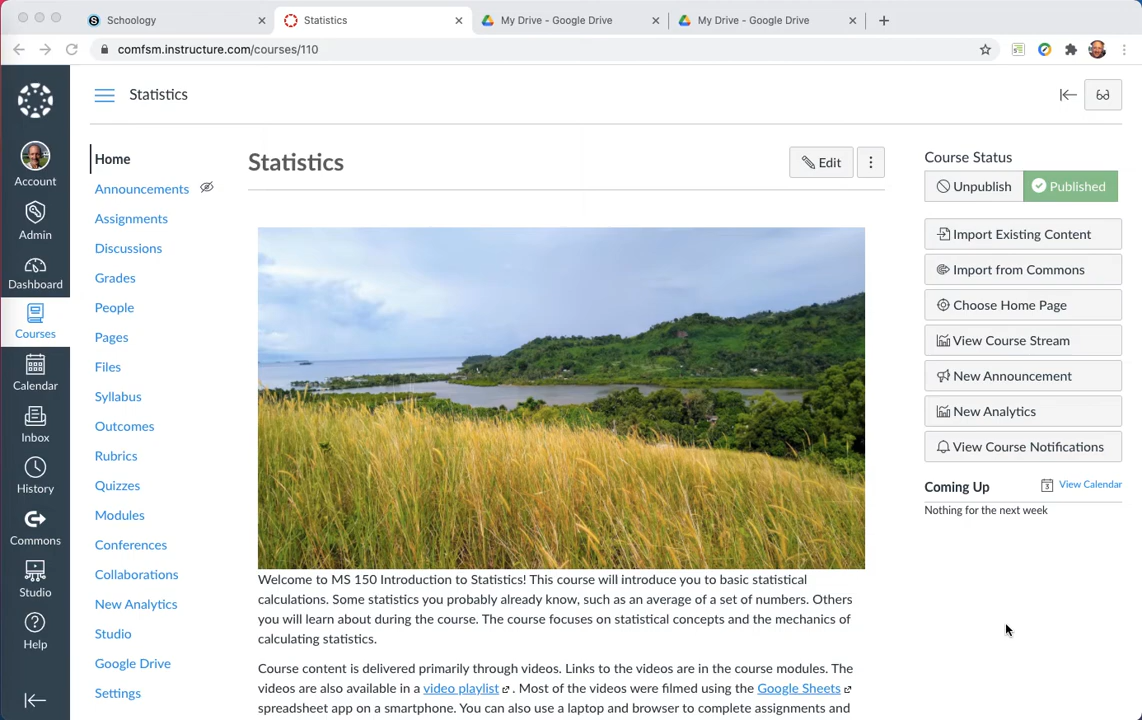 Schoology
Statistics
My Drive - Google Drive
My Drive - Google Drive
comfsm.instructure.com/courses/110
Account
Admin
Dashboard
Courses
Calendar
Inbox
History
Commons
Studio
Help
Statistics
Home
Announcements
Assignments
Discussions
Grades
People
Pages
Files
Syllabus
Outcomes
Rubrics
Quizzes
Modules
Conferences
Collaborations
New Analytics
Studio
Google Drive
Settings
Statistics
Edit
Welcome to MS 150 Introduction to Statistics! This course will introduce you to basic statistical
calculations. Some statistics you probably already know, such as an average of a set of numbers. Others
you will learn about during the course. The course focuses on statistical concepts and the mechanics of
calculating statistics.
Course content is delivered primarily through videos. Links to the videos are in the course modules. The
videos are also available in a video playlist . Most of the videos were filmed using the Google Sheets
spreadsheet app on a smartphone. You can also use a laptop and browser to complete assignments and
Course Status
Unpublish
Published
Import Existing Content
Import from Commons
Choose Home Page
View Course Stream
New Announcement
New Analytics
View Course Notifications
Coming Up
3 View Calendar
Nothing for the next week